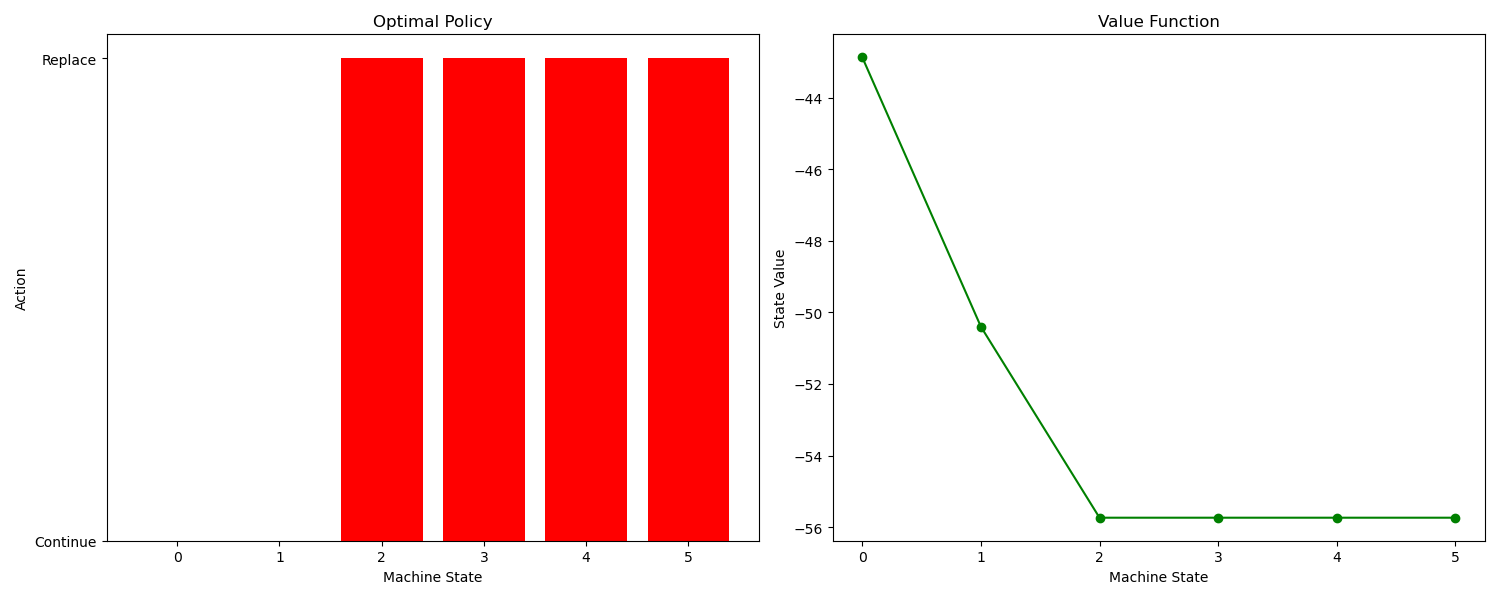 Optimal Policy
Replace
Action
Continue
0 1 2 3 4 5
Machine State
Value Function
−44
−46
−48
−50
−52
−54
−56
State Value
0 1 2 3 4 5
Machine State